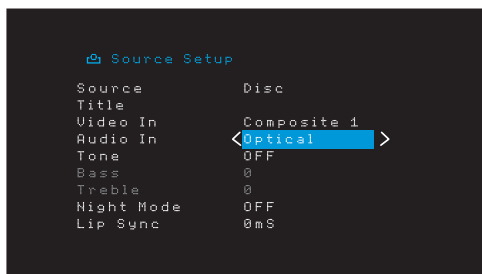 Source Setup
Source Disc
Title
Video In Composite 1
Audio In < Optical >
Tone OFF
Bass 0
Treble 0
Night Mode OFF
Lip Sync 0mS